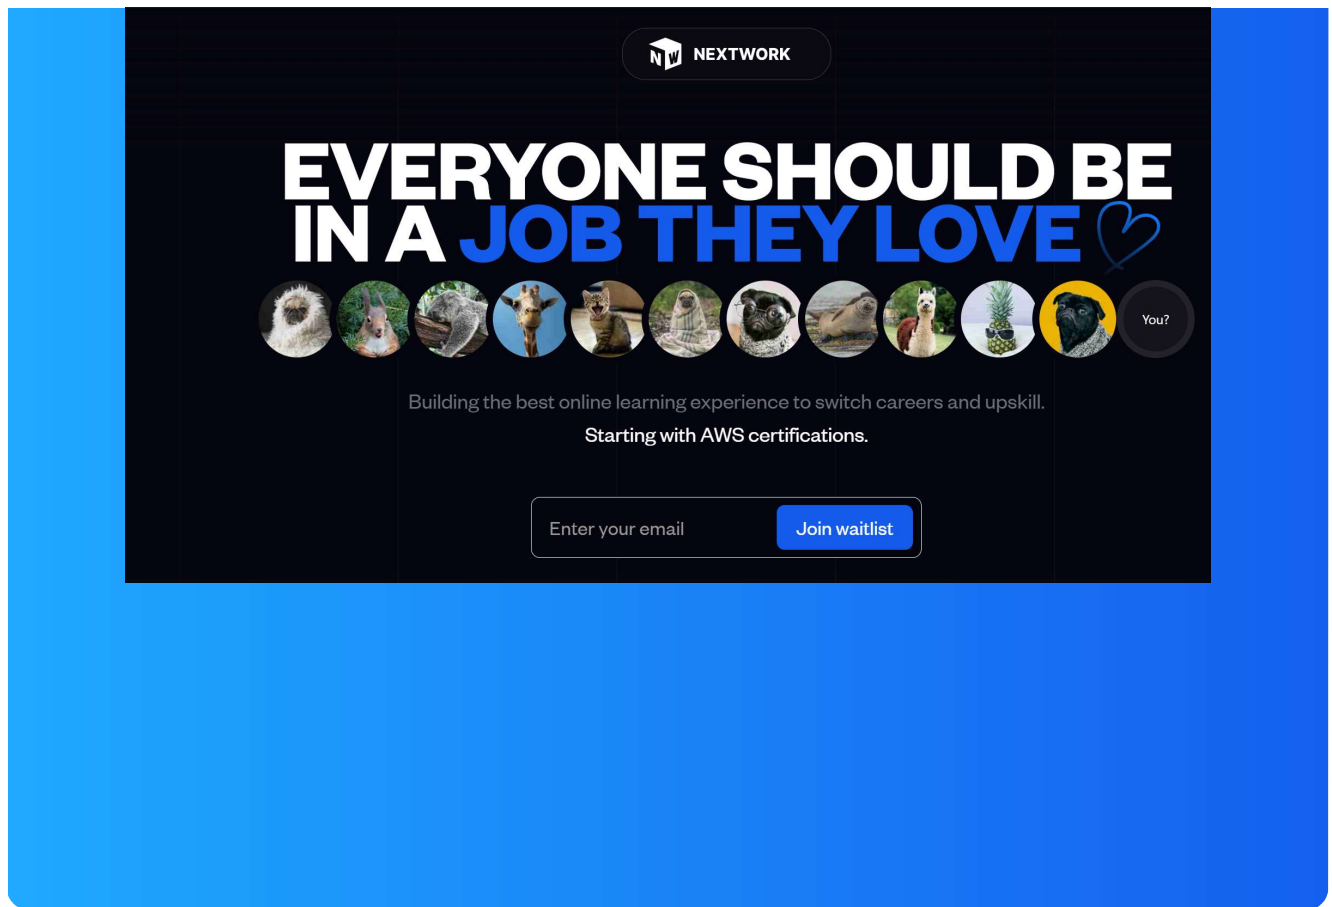 NW NEXTWORK
EVERYONE SHOULD BE
IN A JOB THEY LOVE
You?
Building the best online learning experience to switch careers and upskill.
Starting with AWS certifications.
Enter your email Join waitlist